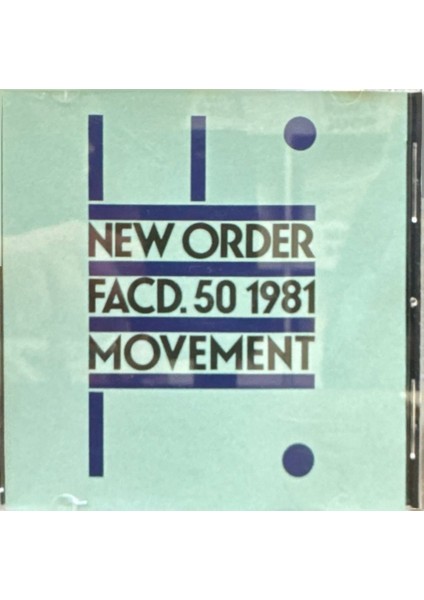 NEW ORDER
FACD. 50 1981
MOVEMENT